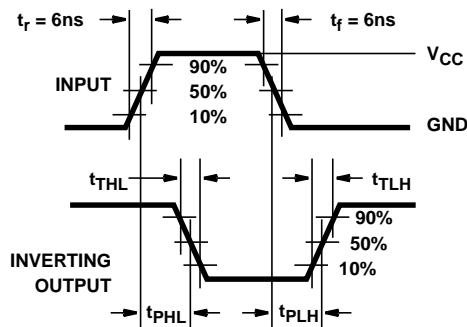 t_r = 6ns
t_f = 6ns
V_CC
90%
INPUT
50%
10%
GND
t_THL
t_TLH
90%
50%
INVERTING
OUTPUT
10%
t_PHL
t_PLH